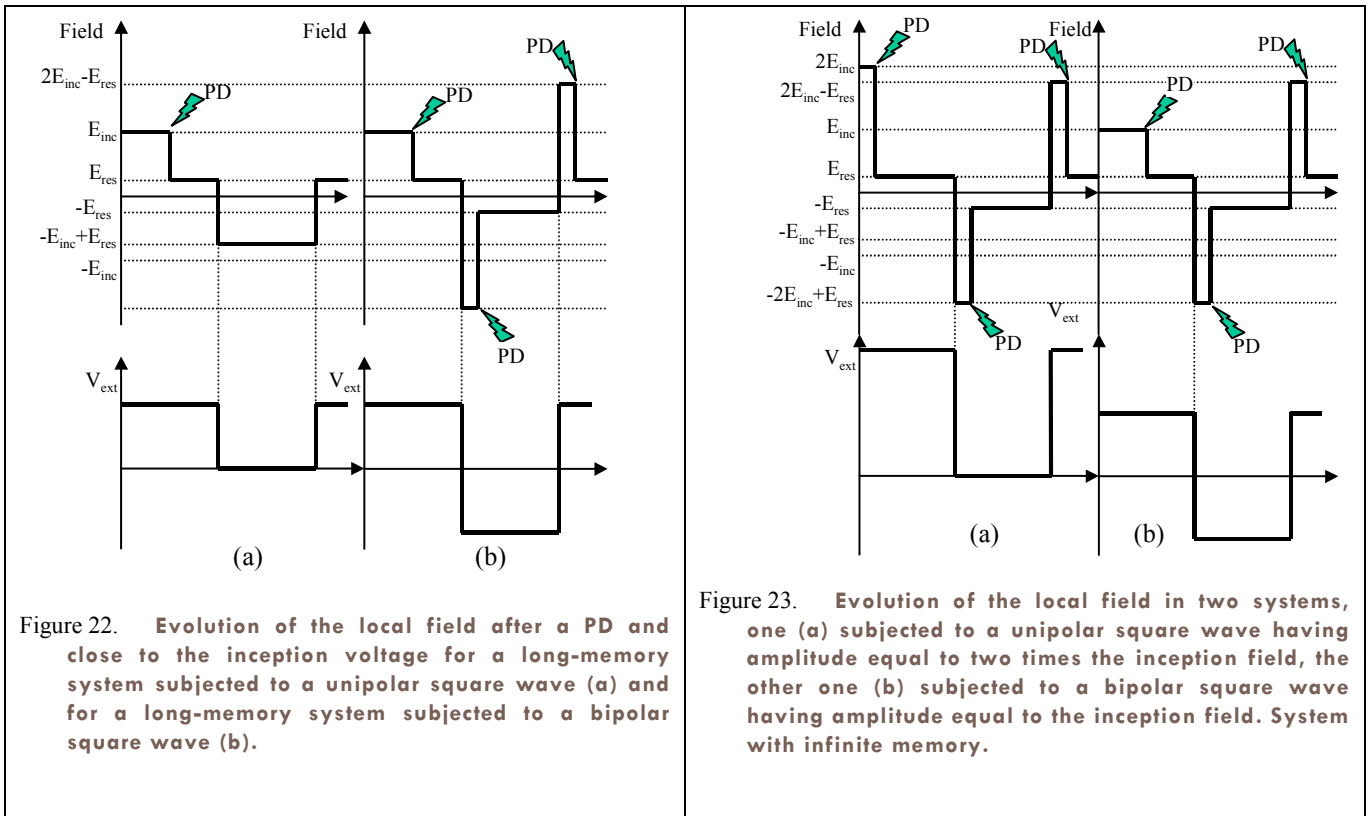 Field
Field
PD
2E_inc-E_res
PD
PD
E_inc
E_res
-E_res
-E_inc+E_res
-E_inc
PD
V_ext
V_ext
(a)
(b)
Figure 22. Evolution of the local field after a PD and
close to the inception voltage for a long-memory
system subjected to a unipolar square wave (a) and
for a long-memory system subjected to a bipolar
square wave (b).
Field
Field
PD
PD
PD
2E_inc
2E_inc-E_res
PD
E_inc
E_res
-E_res
-E_inc+E_res
-E_inc
-2E_inc+E_res
V_ext
PD
PD
V_ext
(a)
(b)
Figure 23. Evolution of the local field in two systems,
one (a) subjected to a unipolar square wave having
amplitude equal to two times the inception field, the
other one (b) subjected to a bipolar square wave
having amplitude equal to the inception field. System
with infinite memory.